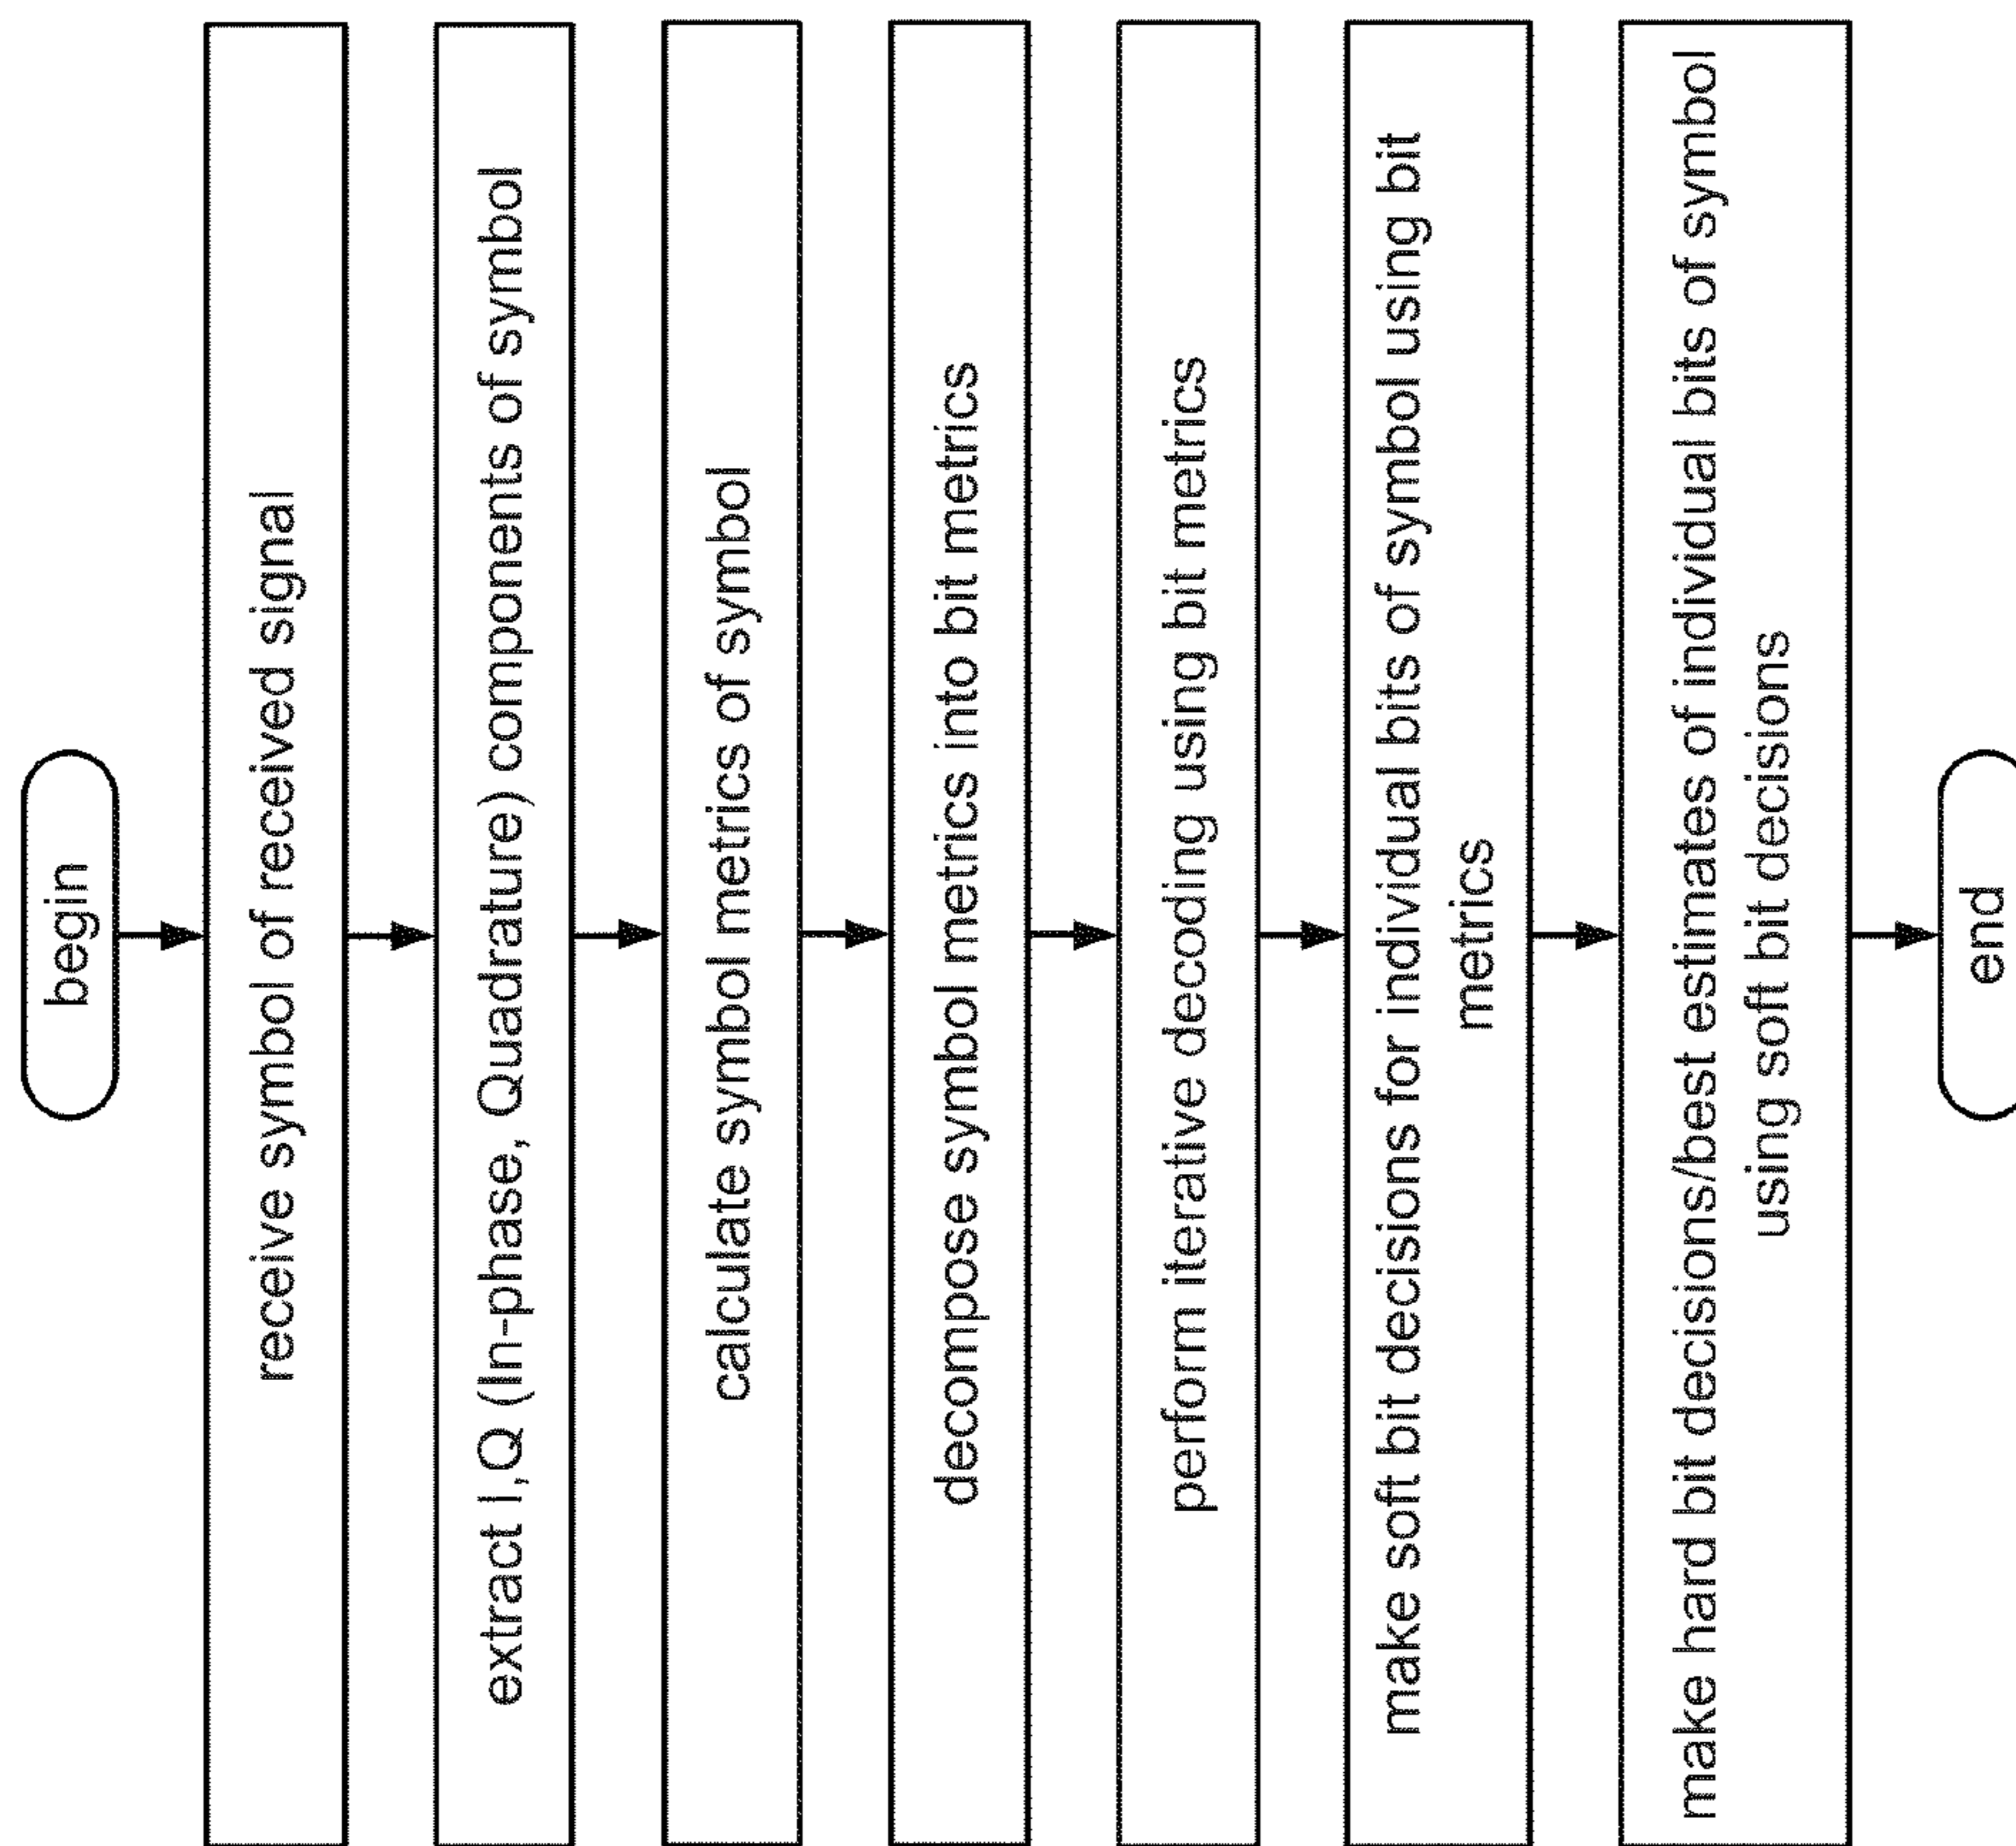 begin
receive symbol of received signal
extract I,Q (In-phase, Quadrature) components of symbol
calculate symbol metrics of symbol
decompose symbol metrics into bit metrics
perform iterative decoding using bit metrics
make soft bit decisions for individual bits of symbol using bit
metrics
make hard bit decisions/best estimates of individual bits of symbol
using soft bit decisions
end